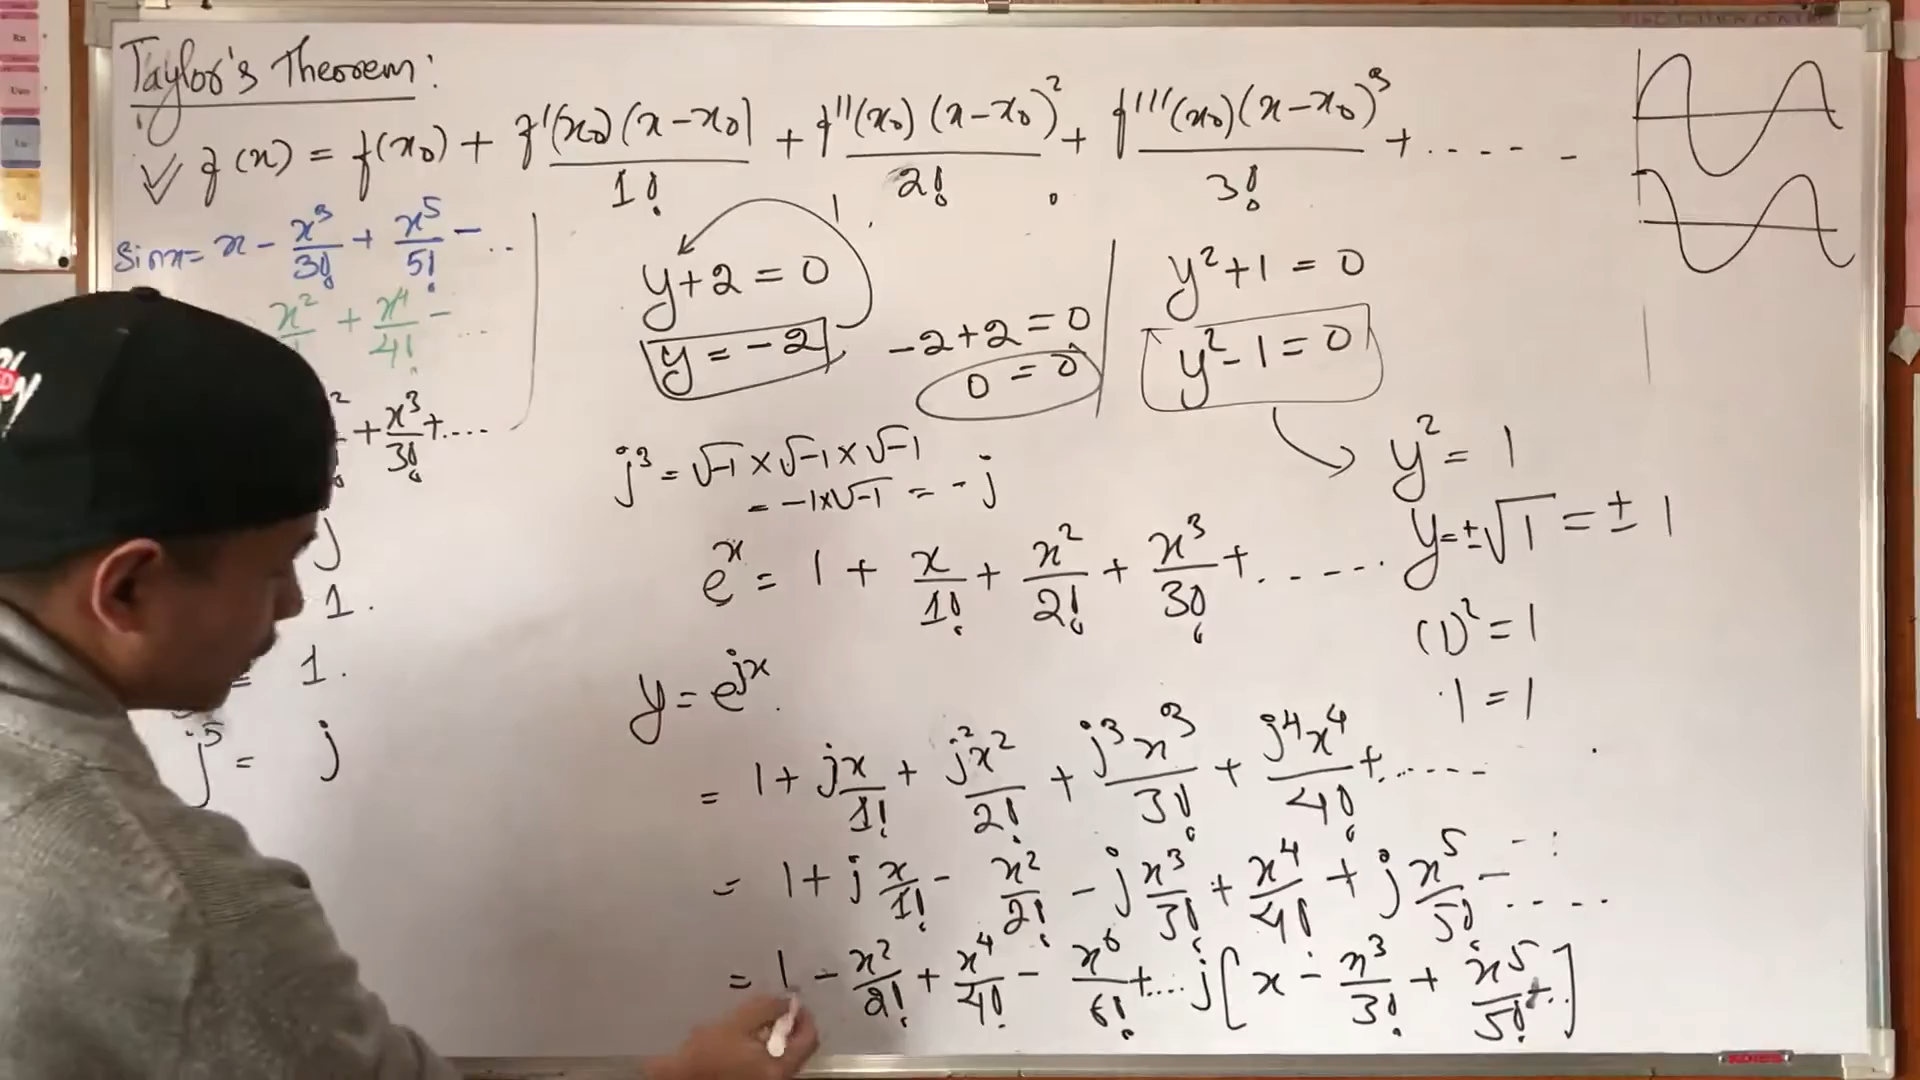 Taylor's Theorem:
f(x) = f(x₀) + f'(x₀)(x-x₀)/1! + f''(x₀)(x-x₀)²/2! + f'''(x₀)(x-x₀)³/3! + ....- -
Sinx= x - x³/3! + x⁵/5! - ..
x² + x⁴/4! - ...
+ x³/3! + ....
j
1.
= 1.
j⁵ = j
y+2 = 0
y = -2
-2+2 = 0
0 = 0
y²+1 = 0
y²-1 = 0
y² = 1
y=±√1 = ± 1
(1)² = 1
1 = 1
j³ = √-1 × √-1 × √-1
= -1×√-1 = -j
eˣ = 1 + x/1! + x²/2! + x³/3! + ......
y = e^jx
= 1 + jx/1! + j²x²/2! + j³x³/3! + j⁴x⁴/4! + ......
= 1 + j x/1! - x²/2! - j x³/3! + x⁴/4! + j x⁵/5! - .....
= 1 - x²/2! + x⁴/4! - x⁶/6! + .... j[x - x³/3! + x⁵/5! + ..]